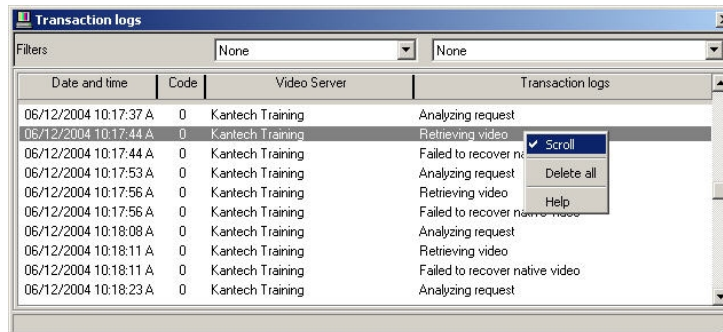 Transaction logs
Filters None None
Date and time Code Video Server Transaction logs
06/12/2004 10:17:37 A 0 Kantech Training Analyzing request
06/12/2004 10:17:44 A 0 Kantech Training Retrieving video
Scroll
06/12/2004 10:17:44 A 0 Kantech Training Failed to recover na
06/12/2004 10:17:53 A 0 Kantech Training Analyzing request
Delete all
06/12/2004 10:17:56 A 0 Kantech Training Retrieving video
Help
06/12/2004 10:17:56 A 0 Kantech Training Failed to recover native video
06/12/2004 10:18:08 A 0 Kantech Training Analyzing request
06/12/2004 10:18:11 A 0 Kantech Training Retrieving video
06/12/2004 10:18:11 A 0 Kantech Training Failed to recover native video
06/12/2004 10:18:23 A 0 Kantech Training Analyzing request